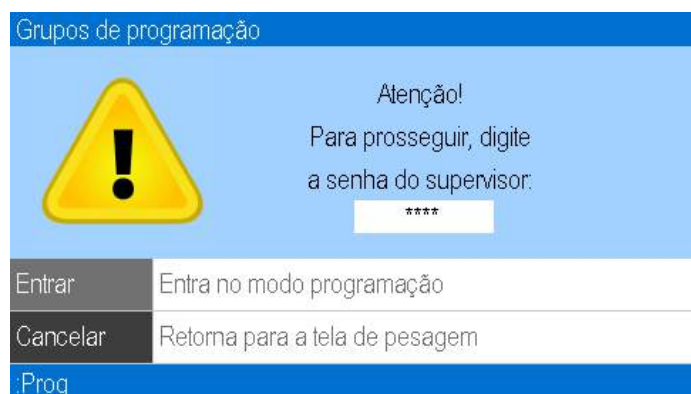 Grupos de programação
Atenção!
Para prosseguir, digite
a senha do supervisor:
****
Entrar Entra no modo programação
Cancelar Retorna para a tela de pesagem
:Prog